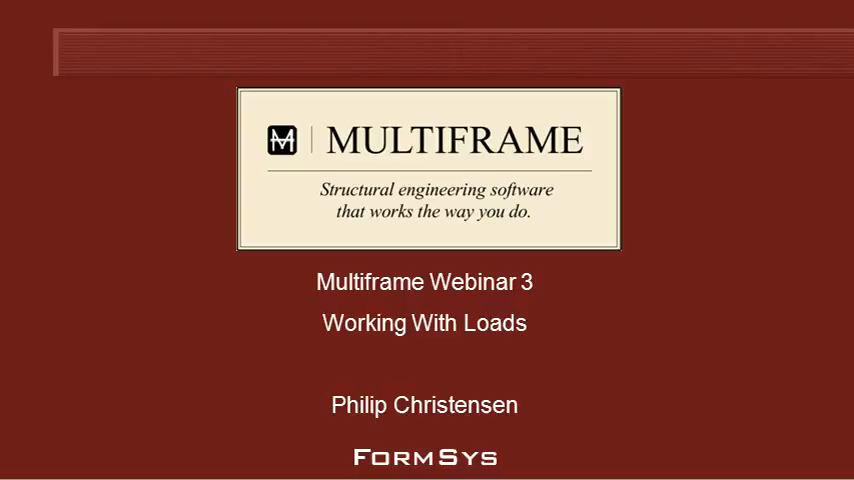 MULTIFRAME
Structural engineering software
that works the way you do.
Multiframe Webinar 3
Working With Loads
Philip Christensen
FORMSYS